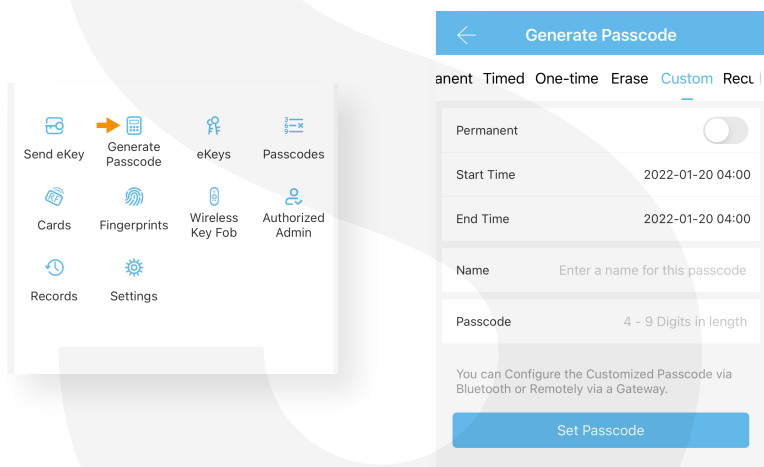 Send eKey
Generate
Passcode
eKeys
Passcodes
Cards
Fingerprints
Wireless
Key Fob
Authorized
Admin
Records
Settings
Generate Passcode
anent Timed One-time Erase Custom Recu
Permanent
Start Time 2022-01-20 04:00
End Time 2022-01-20 04:00
Name Enter a name for this passcode
Passcode 4 - 9 Digits in length
You can Configure the Customized Passcode via
Bluetooth or Remotely via a Gateway.
Set Passcode